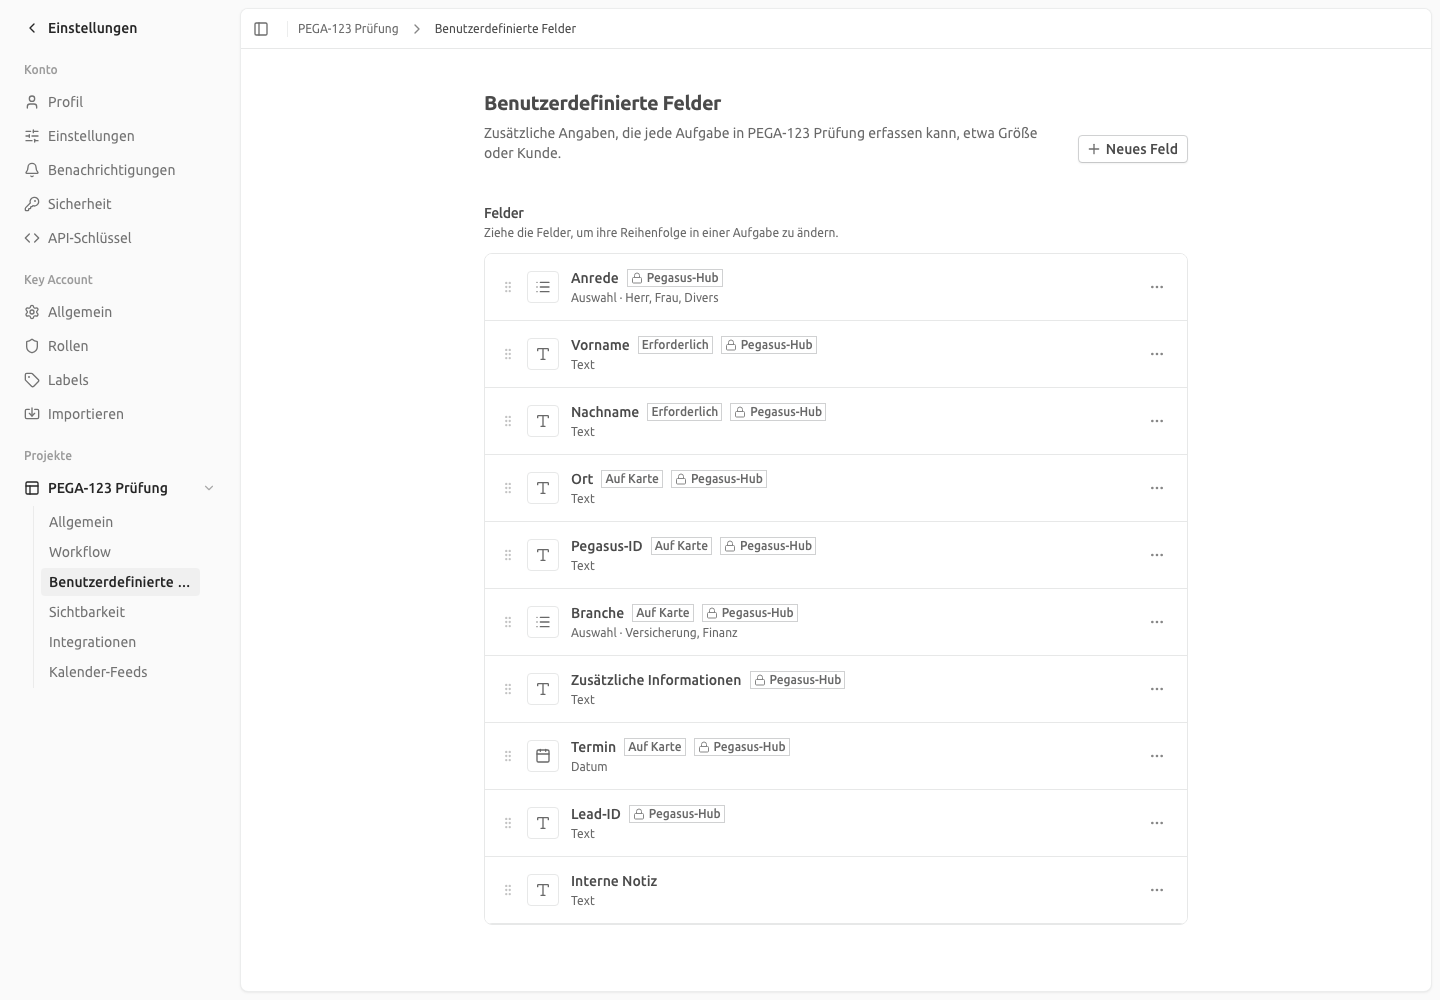 Einstellungen
Konto
Profil
Einstellungen
Benachrichtigungen
Sicherheit
API-Schlüssel
Key Account
Allgemein
Rollen
Labels
Importieren
Projekte
PEGA-123 Prüfung
Allgemein
Workflow
Benutzerdefinierte ...
Sichtbarkeit
Integrationen
Kalender-Feeds
PEGA-123 Prüfung > Benutzerdefinierte Felder
Benutzerdefinierte Felder
Zusätzliche Angaben, die jede Aufgabe in PEGA-123 Prüfung erfassen kann, etwa Größe
oder Kunde.
+ Neues Feld
Felder
Ziehe die Felder, um ihre Reihenfolge in einer Aufgabe zu ändern.
Anrede Pegasus-Hub
Auswahl · Herr, Frau, Divers
Vorname Erforderlich Pegasus-Hub
Text
Nachname Erforderlich Pegasus-Hub
Text
Ort Auf Karte Pegasus-Hub
Text
Pegasus-ID Auf Karte Pegasus-Hub
Text
Branche Auf Karte Pegasus-Hub
Auswahl · Versicherung, Finanz
Zusätzliche Informationen Pegasus-Hub
Text
Termin Auf Karte Pegasus-Hub
Datum
Lead-ID Pegasus-Hub
Text
Interne Notiz
Text